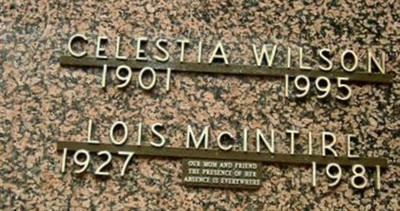 CELESTIA WILSON
1901 1995
LOIS McINTIRE
1927 1981
OUR MOM AND FRIEND
THE PRESENCE OF HER
ABSENCE IS EVERYWHERE